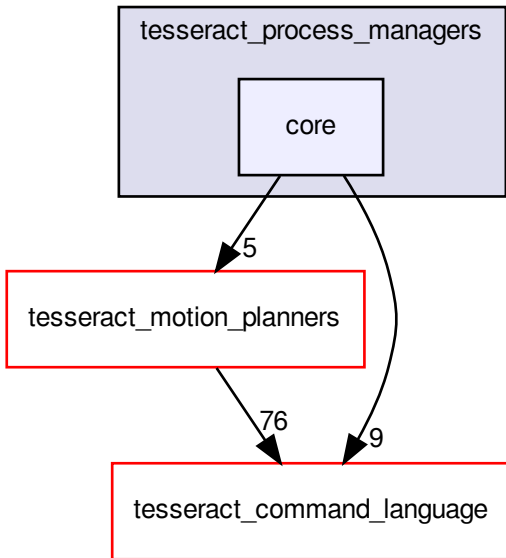 tesseract_process_managers
core
5
tesseract_motion_planners
76
9
tesseract_command_language